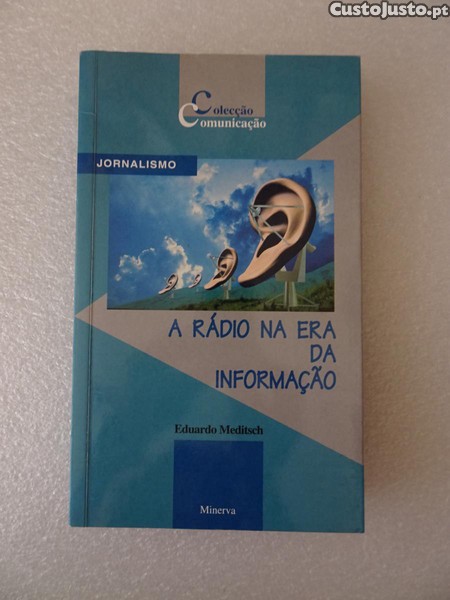 CustoJusto.pt
Colecção
Comunicação
JORNALISMO
A RÁDIO NA ERA
DA
INFORMAÇÃO
Eduardo Meditsch
Minerva